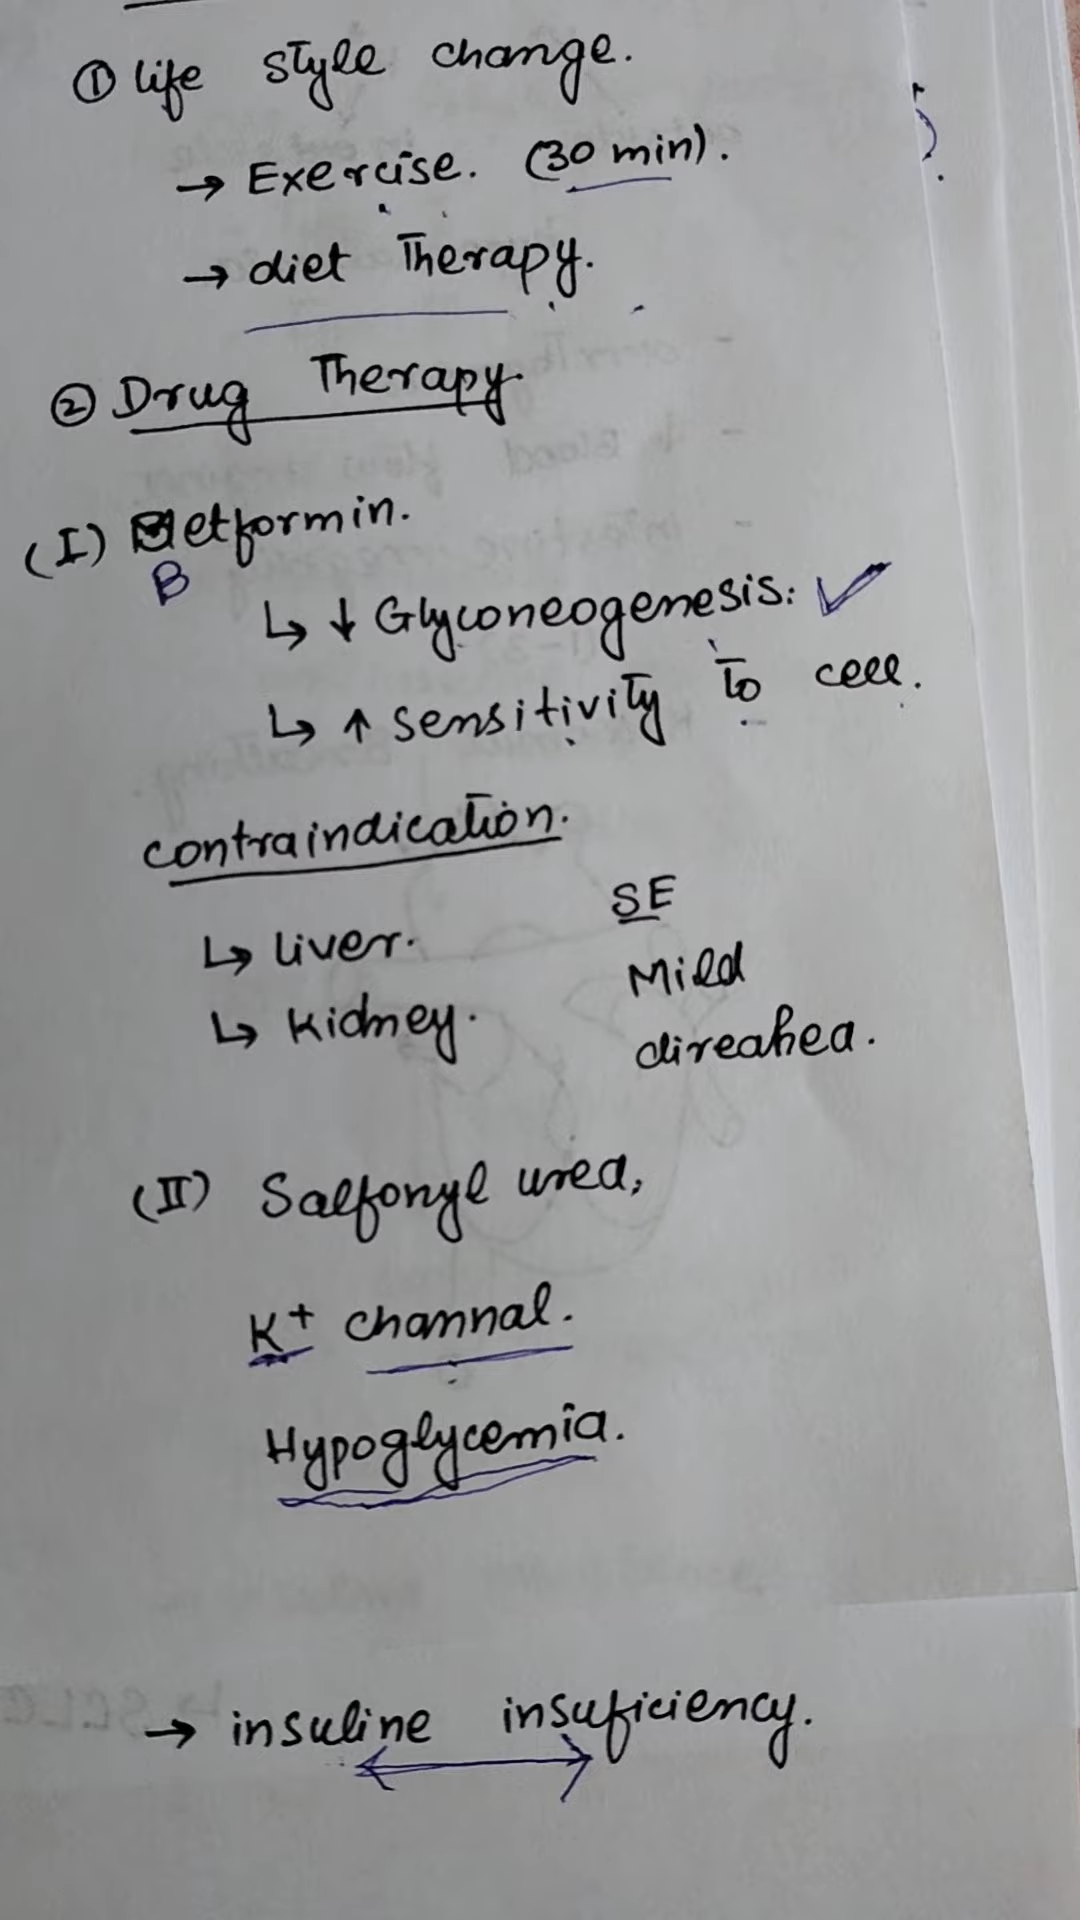 ① life style change.
→ Exercise. (30 min).
→ diet Therapy.
② Drug Therapy
(I) Betformin.
B
↳ ↓ Glyconeogenesis: ✓
↳ ↑ sensitivity To cell.
contraindication.
SE
↳ liver.
Mild
↳ kidney.
direahea.
(II) Salfonyl urea,
K+ channal.
Hypoglycemia.
→ insuline insuficiency.